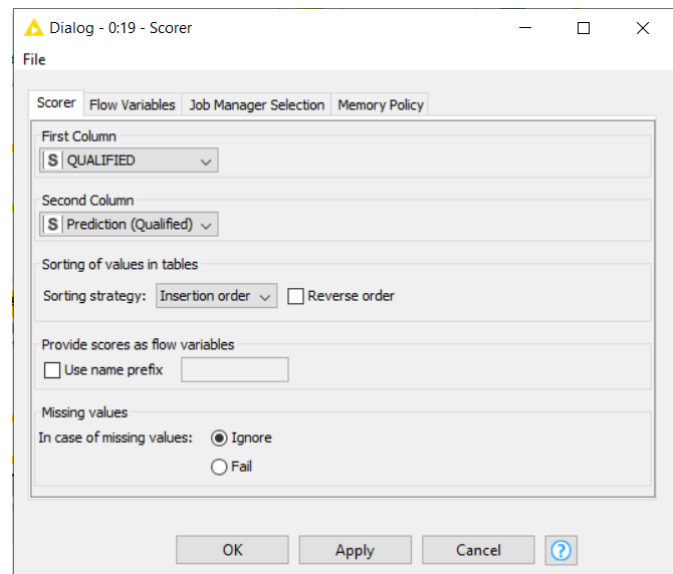 Dialog - 0:19 - Scorer
File
Scorer Flow Variables Job Manager Selection Memory Policy
First Column
S QUALIFIED
Second Column
S Prediction (Qualified)
Sorting of values in tables
Sorting strategy: Insertion order Reverse order
Provide scores as flow variables
Use name prefix
Missing values
In case of missing values: Ignore
Fail
OK Apply Cancel ?